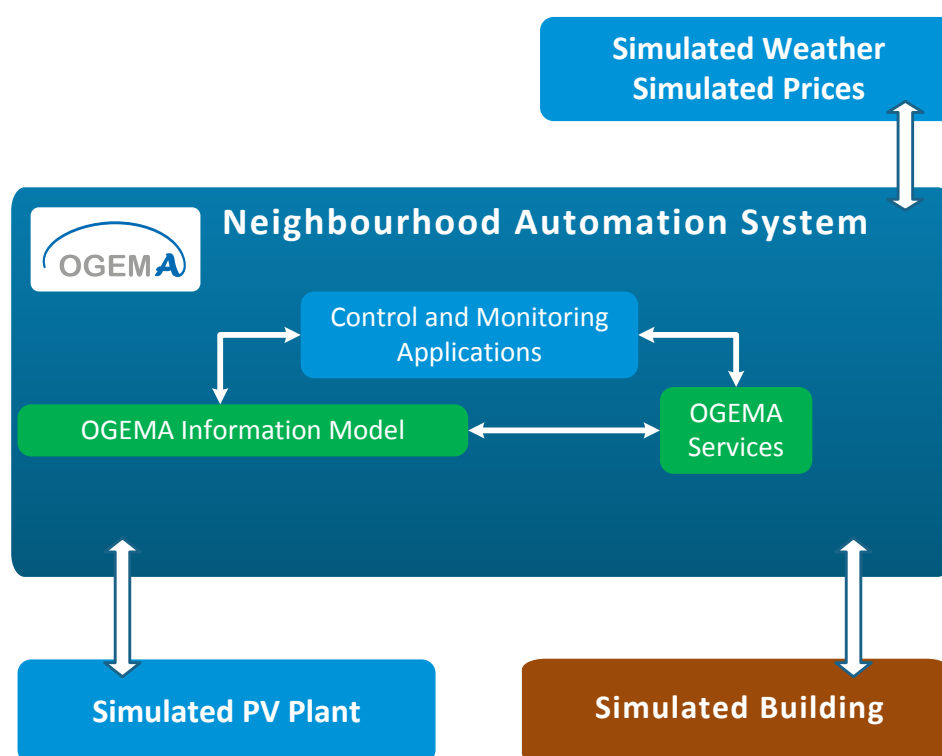 Simulated Weather
Simulated Prices
OGEMA
Neighbourhood Automation System
Control and Monitoring
Applications
OGEMA Information Model
OGEMA
Services
Simulated PV Plant
Simulated Building